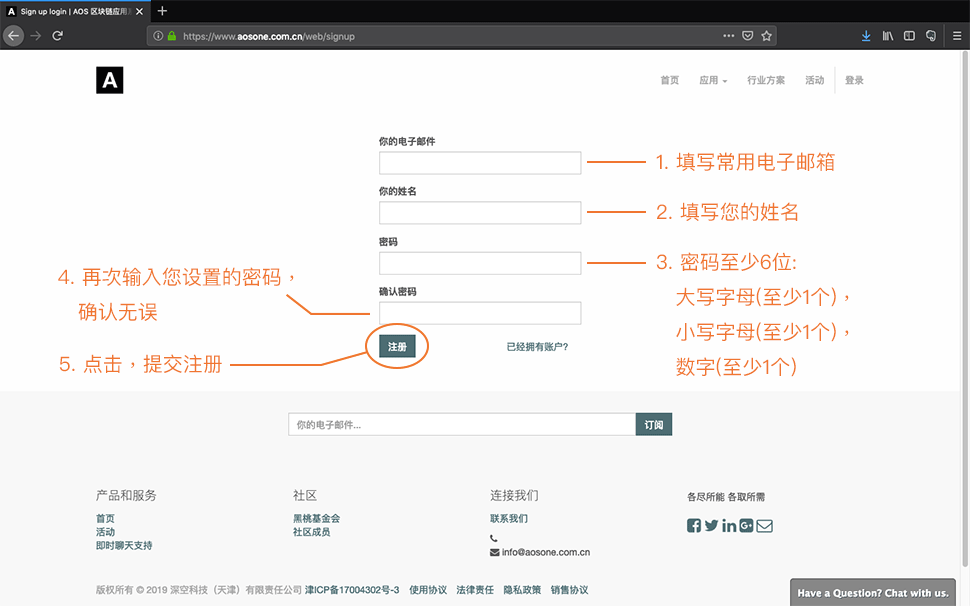 A Sign up login | AOS 区块链应用
https://www.aosone.com.cn/web/signup
A
首页 应用 行业方案 活动 登录
你的电子邮件
1. 填写常用电子邮箱
你的姓名
2. 填写您的姓名
密码
3. 密码至少6位:
大写字母(至少1个)，
小写字母(至少1个)，
数字(至少1个)
4. 再次输入您设置的密码，
确认无误
确认密码
5. 点击，提交注册
注册
已经拥有账户?
你的电子邮件...
订阅
产品和服务
首页
活动
即时聊天支持
社区
黑桃基金会
社区成员
连接我们
联系我们
info@aosone.com.cn
各尽所能 各取所需
版权所有 © 2019 深空科技（天津）有限责任公司 津ICP备17004302号-3 使用协议 法律责任 隐私政策 销售协议
Have a Question? Chat with us.